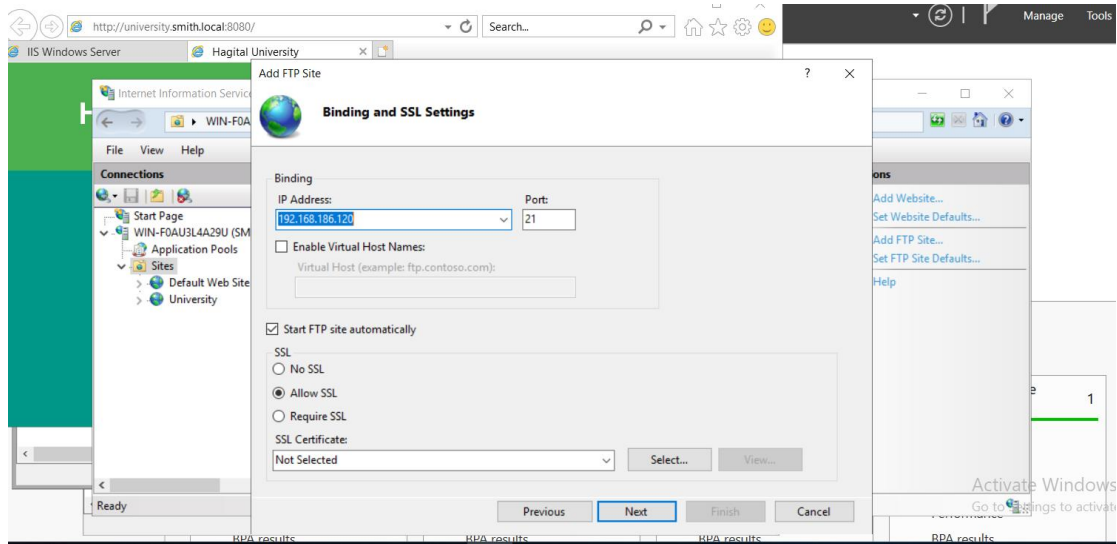 http://university.smith.local:8080/
Search...
Manage Tools
IIS Windows Server
Hagital University
Add FTP Site
?
Internet Information Service
Binding and SSL Settings
H
WIN-F0A
File View Help
Connections
ons
Start Page
WIN-F0AU3L4A29U (SM
Application Pools
Sites
Default Web Site
University
Binding
IP Address: Port:
192.168.186.120 21
Enable Virtual Host Names:
Virtual Host (example: ftp.contoso.com):
Start FTP site automatically
SSL
No SSL
Allow SSL
Require SSL
SSL Certificate:
Not Selected Select... View...
Previous Next Finish Cancel
Add Website...
Set Website Defaults...
Add FTP Site...
Set FTP Site Defaults...
Help
1
Ready
Activate Windows
Go to Settings to activate
BPA results BPA results BPA results BPA results